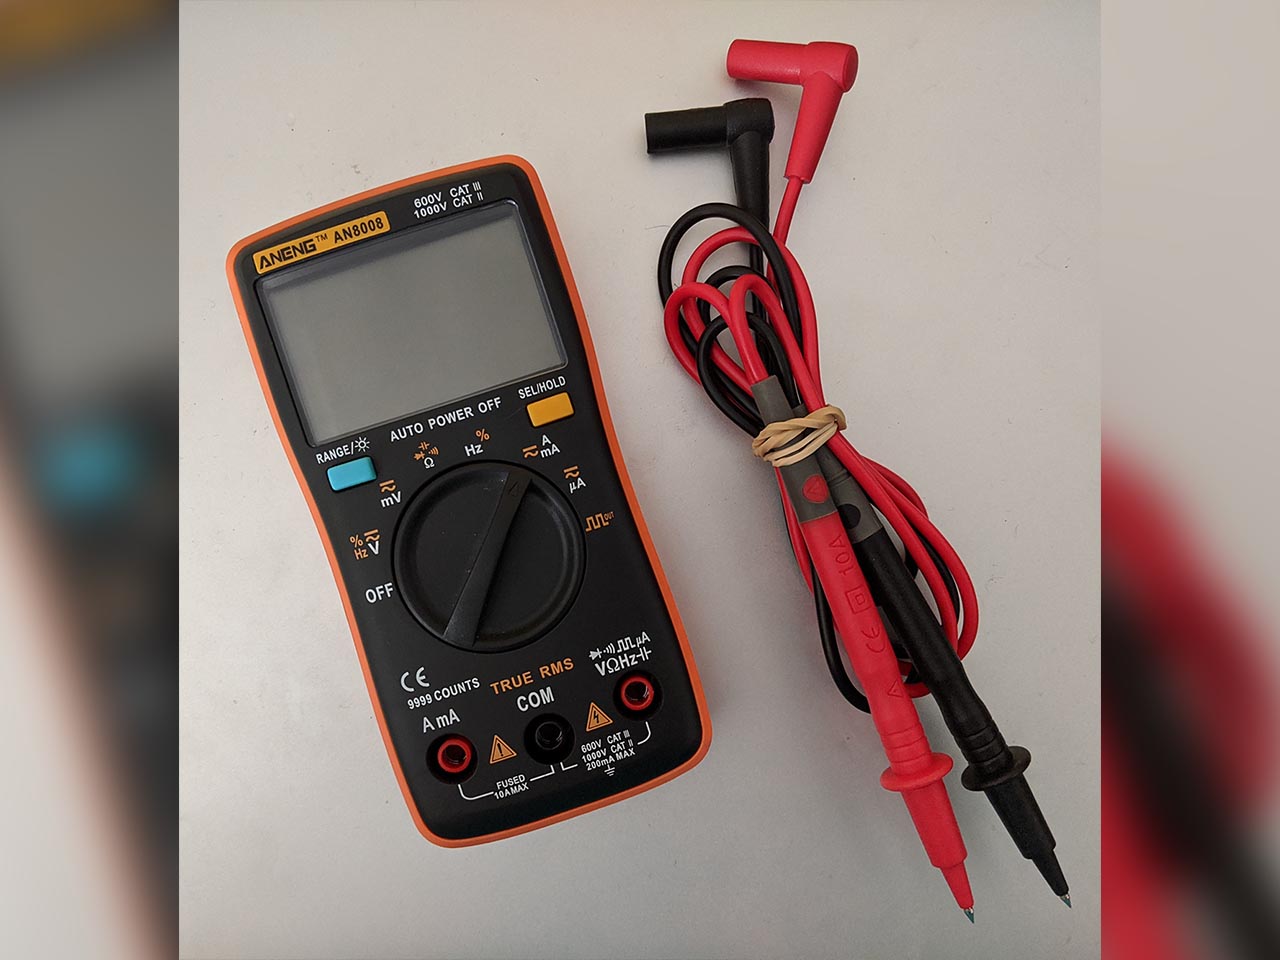 600V CAT III
1000V CAT II
ANENG™ AN8008
SEL/HOLD
AUTO POWER OFF
RANGE/
Hz %
A
mA
Ω
mV
μA
OUT
%
Hz V
OFF
CE
9999 COUNTS
TRUE RMS
μA
VΩHz
A mA
COM
600V CAT III
1000V CAT II
200mA MAX
FUSED
10A MAX
CE 10A